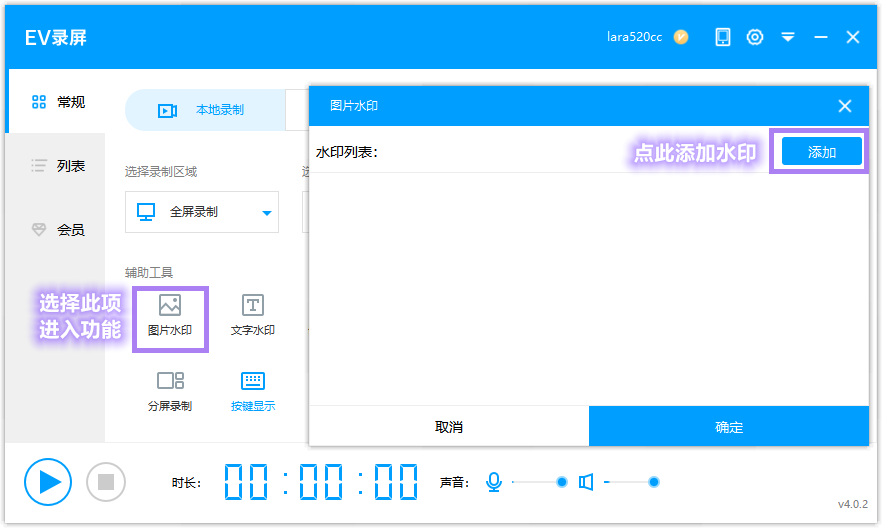 EV录屏
lara520cc
常规
列表
会员
本地录制
选择录制区域
全屏录制
辅助工具
图片水印
文字水印
分屏录制
按键显示
选择此项
进入功能
图片水印
水印列表：
点此添加水印
添加
取消
确定
时长：
00:00:00
声音：
v4.0.2